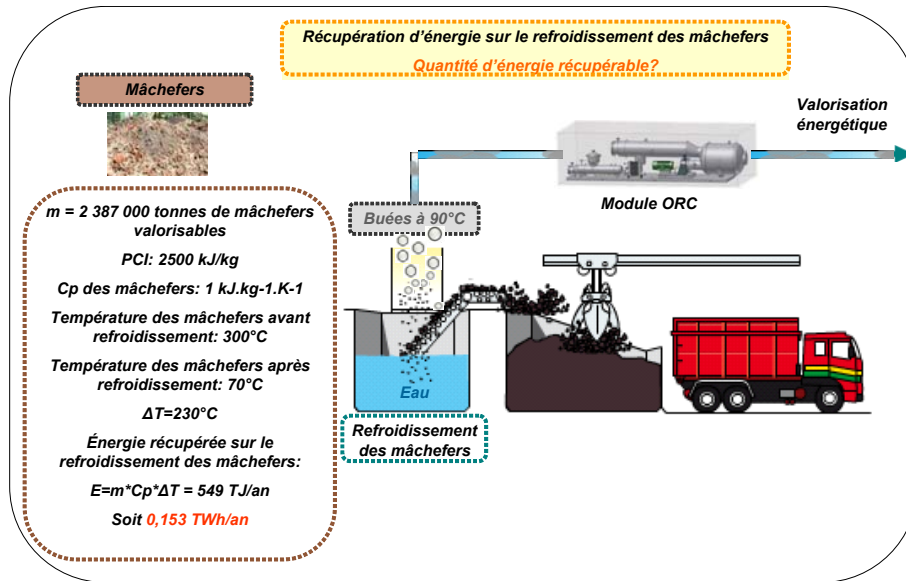 Récupération d'énergie sur le refroidissement des mâchefers
Quantité d'énergie récupérable?
Mâchefers
Valorisation
énergétique
Module ORC
Buées à 90°C
m = 2 387 000 tonnes de mâchefers
valorisables
PCI: 2500 kJ/kg
Cp des mâchefers: 1 kJ.kg-1.K-1
Température des mâchefers avant
refroidissement: 300°C
Température des mâchefers après
refroidissement: 70°C
ΔT=230°C
Énergie récupérée sur le
refroidissement des mâchefers:
E=m*Cp*ΔT = 549 TJ/an
Soit 0,153 TWh/an
Eau
Refroidissement
des mâchefers